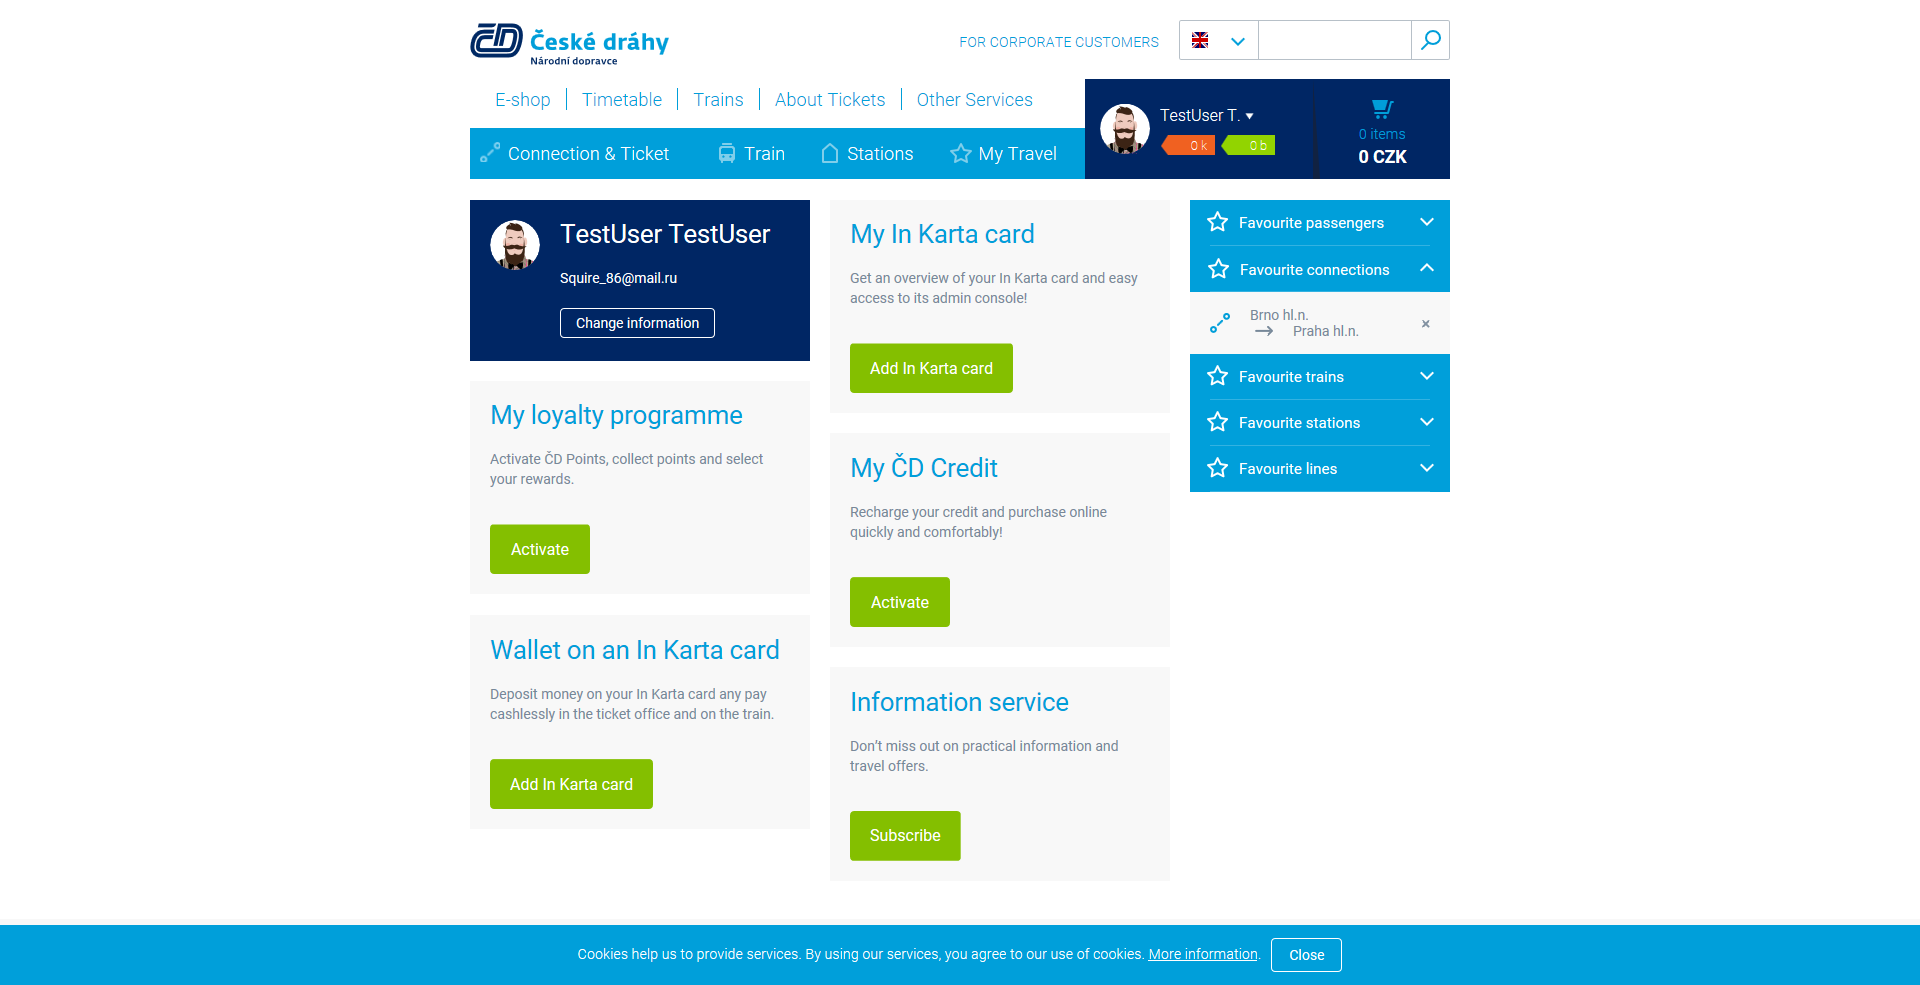 České dráhy
Národní dopravce
FOR CORPORATE CUSTOMERS
E-shop
Timetable
Trains
About Tickets
Other Services
Connection & Ticket
Train
Stations
My Travel
TestUser T.
0 k
0 b
0 items
0 CZK
TestUser TestUser
Squire_86@mail.ru
Change information
My loyalty programme
Activate ČD Points, collect points and select
your rewards.
Activate
Wallet on an In Karta card
Deposit money on your In Karta card any pay
cashlessly in the ticket office and on the train.
Add In Karta card
My In Karta card
Get an overview of your In Karta card and easy
access to its admin console!
Add In Karta card
My ČD Credit
Recharge your credit and purchase online
quickly and comfortably!
Activate
Information service
Don’t miss out on practical information and
travel offers.
Subscribe
Favourite passengers
Favourite connections
Brno hl.n.
Praha hl.n.
Favourite trains
Favourite stations
Favourite lines
Cookies help us to provide services. By using our services, you agree to our use of cookies. More information.
Close